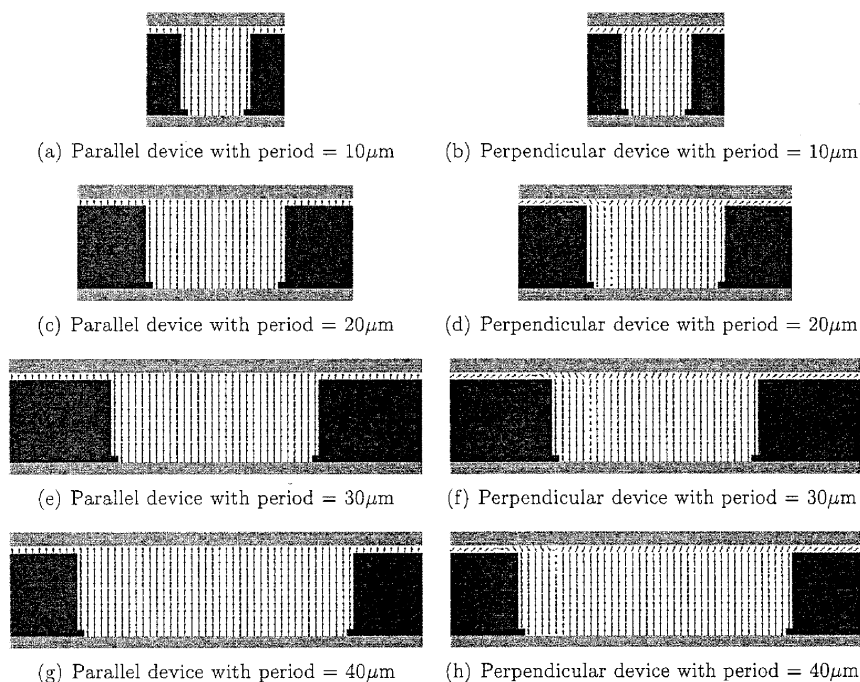 (a) Parallel device with period = 10μm
(b) Perpendicular device with period = 10μm
(c) Parallel device with period = 20μm
(d) Perpendicular device with period = 20μm
(e) Parallel device with period = 30μm
(f) Perpendicular device with period = 30μm
(g) Parallel device with period = 40μm
(h) Perpendicular device with period = 40μm